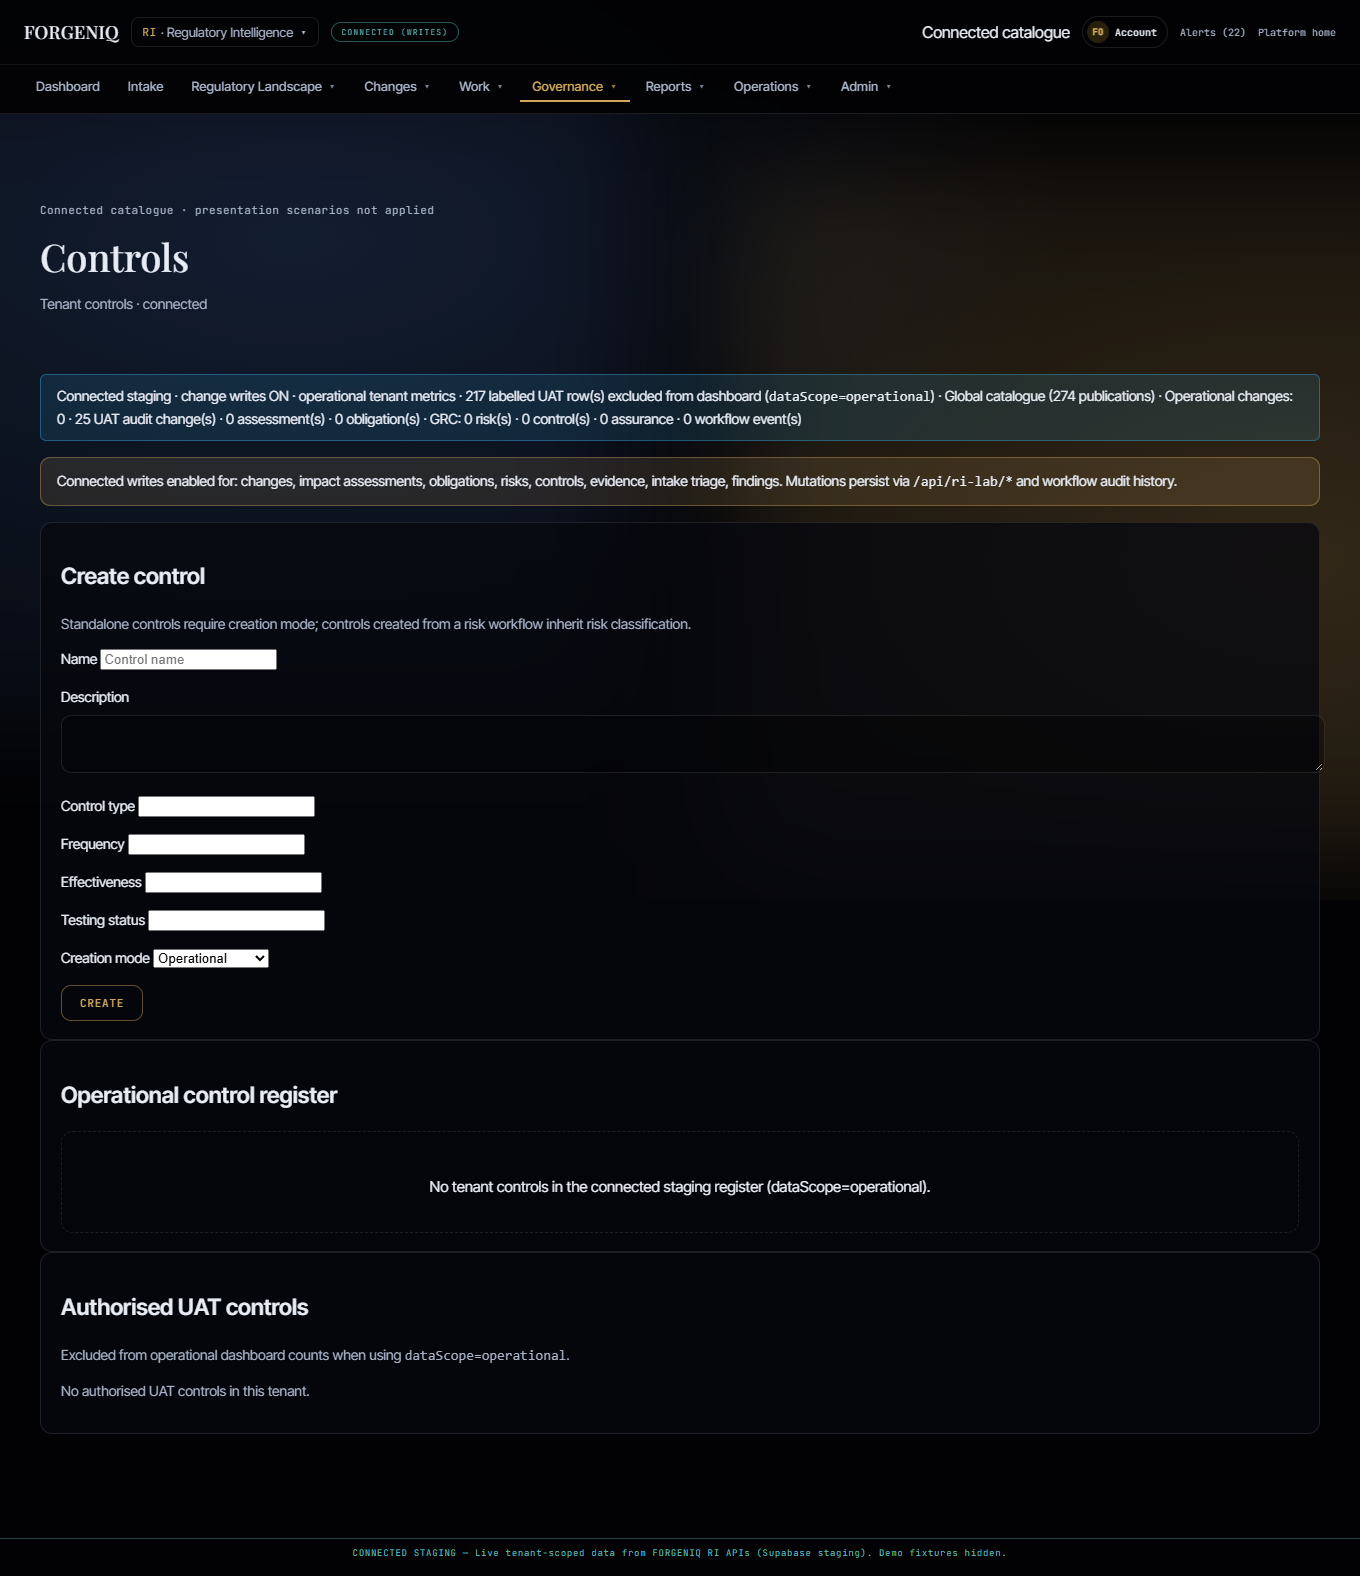 FORGENIQ
RI · Regulatory Intelligence ▾
CONNECTED (WRITES)
Connected catalogue
FO Account
Alerts (22)
Platform home
Dashboard
Intake
Regulatory Landscape ▾
Changes ▾
Work ▾
Governance ▾
Reports ▾
Operations ▾
Admin ▾
Connected catalogue · presentation scenarios not applied
Controls
Tenant controls · connected
Connected staging · change writes ON · operational tenant metrics · 217 labelled UAT row(s) excluded from dashboard (dataScope=operational) · Global catalogue (274 publications) · Operational changes:
0 · 25 UAT audit change(s) · 0 assessment(s) · 0 obligation(s) · GRC: 0 risk(s) · 0 control(s) · 0 assurance · 0 workflow event(s)
Connected writes enabled for: changes, impact assessments, obligations, risks, controls, evidence, intake triage, findings. Mutations persist via /api/ri-lab/* and workflow audit history.
Create control
Standalone controls require creation mode; controls created from a risk workflow inherit risk classification.
Name Control name
Description
Control type
Frequency
Effectiveness
Testing status
Creation mode Operational
CREATE
Operational control register
No tenant controls in the connected staging register (dataScope=operational).
Authorised UAT controls
Excluded from operational dashboard counts when using dataScope=operational.
No authorised UAT controls in this tenant.
CONNECTED STAGING — Live tenant-scoped data from FORGENIQ RI APIs (Supabase staging). Demo fixtures hidden.